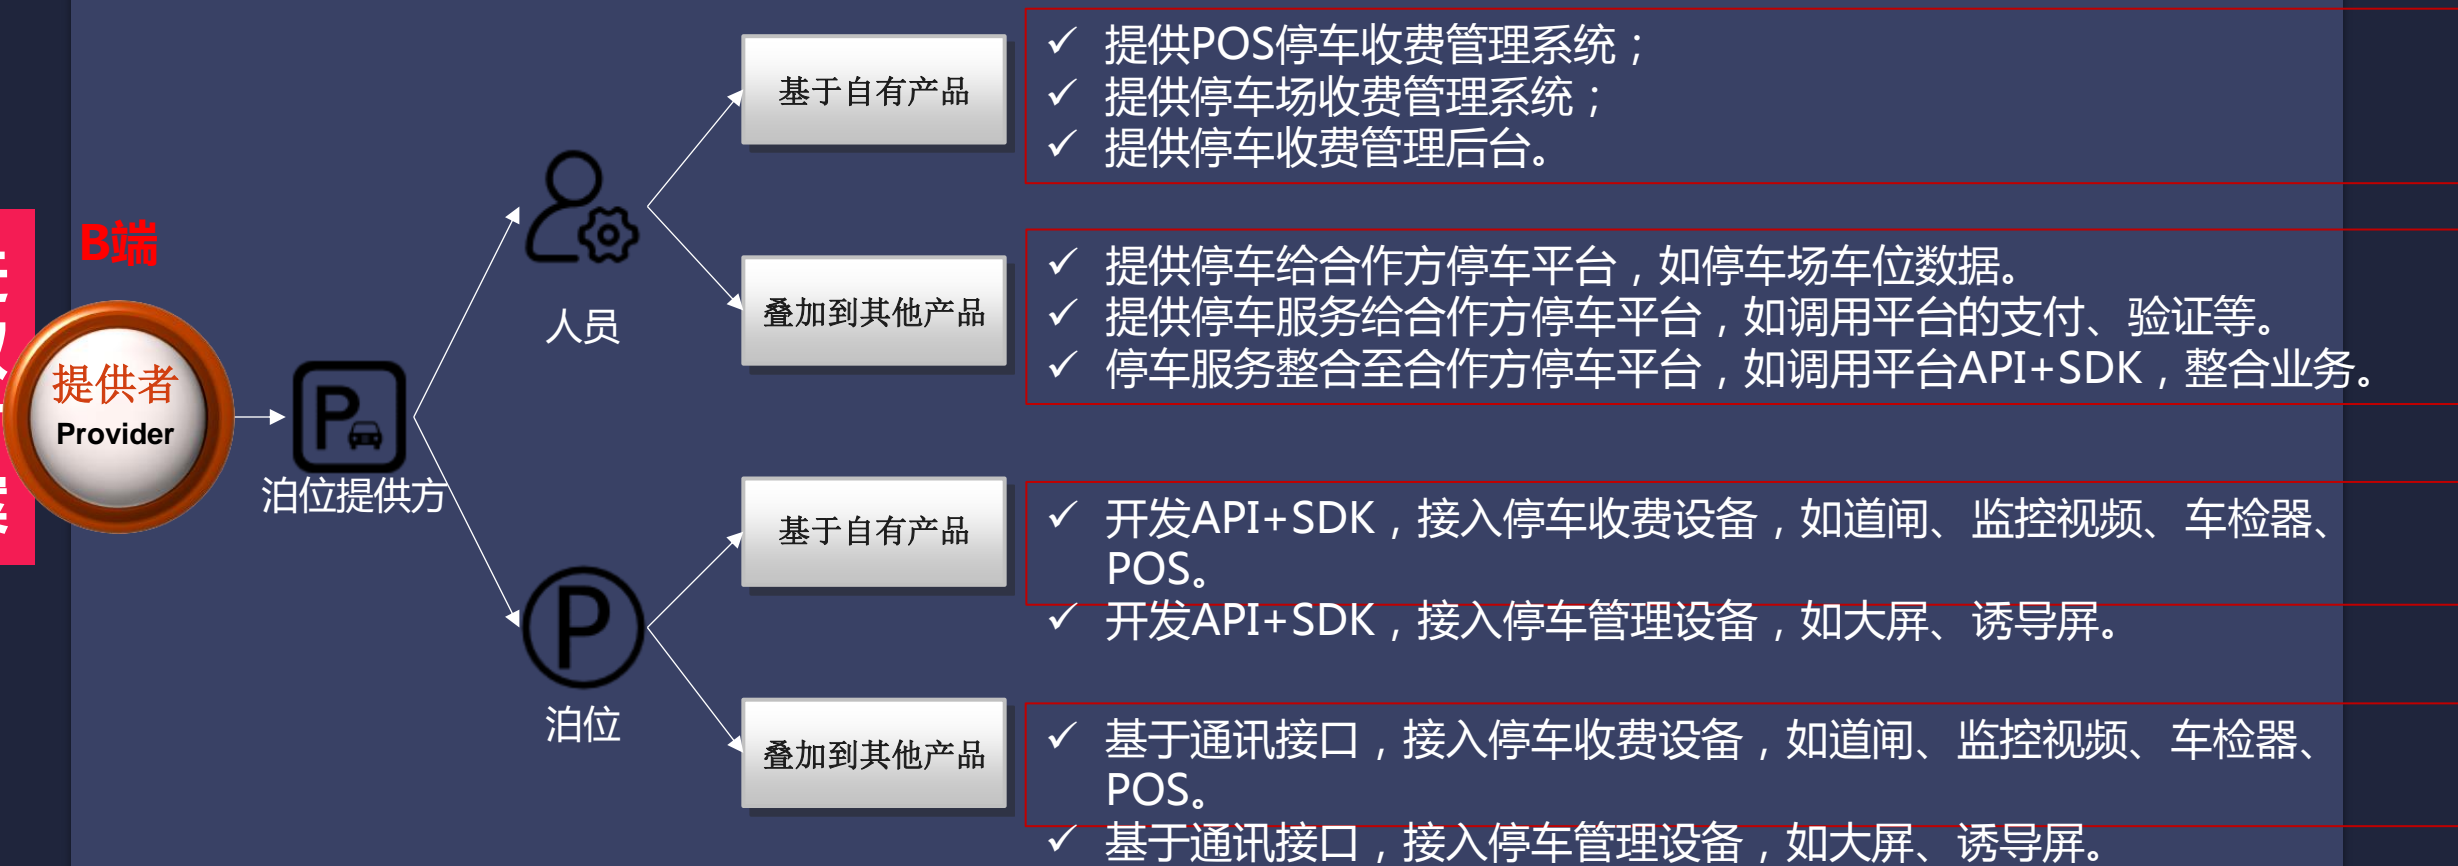 基于自有产品
✓ 提供POS停车收费管理系统；
✓ 提供停车场收费管理系统；
✓ 提供停车收费管理后台。
B端
人员
叠加到其他产品
✓ 提供停车给合作方停车平台，如停车场车位数据。
✓ 提供停车服务给合作方停车平台，如调用平台的支付、验证等。
✓ 停车服务整合至合作方停车平台，如调用平台API+SDK，整合业务。
提供者
Provider
P
泊位提供方
基于自有产品
✓ 开发API+SDK，接入停车收费设备，如道闸、监控视频、车检器、
POS。
✓ 开发API+SDK，接入停车管理设备，如大屏、诱导屏。
P
泊位
叠加到其他产品
✓ 基于通讯接口，接入停车收费设备，如道闸、监控视频、车检器、
POS。
✓ 基于通讯接口，接入停车管理设备，如大屏、诱导屏。